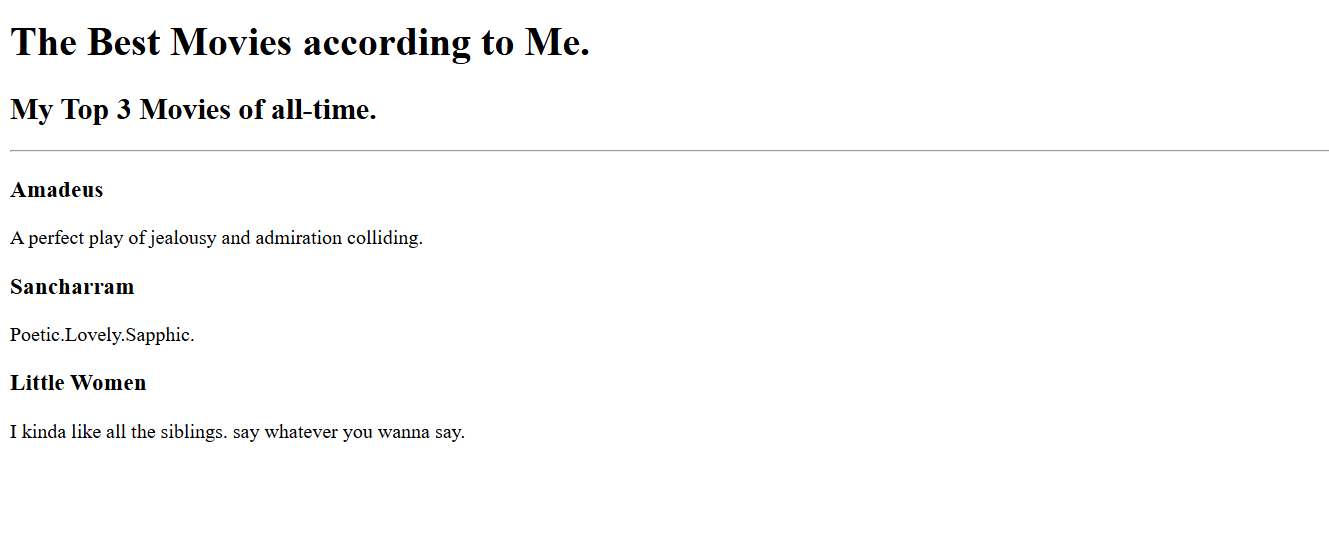 The Best Movies according to Me.
My Top 3 Movies of all-time.
Amadeus
A perfect play of jealousy and admiration colliding.
Sancharram
Poetic.Lovely.Sapphic.
Little Women
I kinda like all the siblings. say whatever you wanna say.